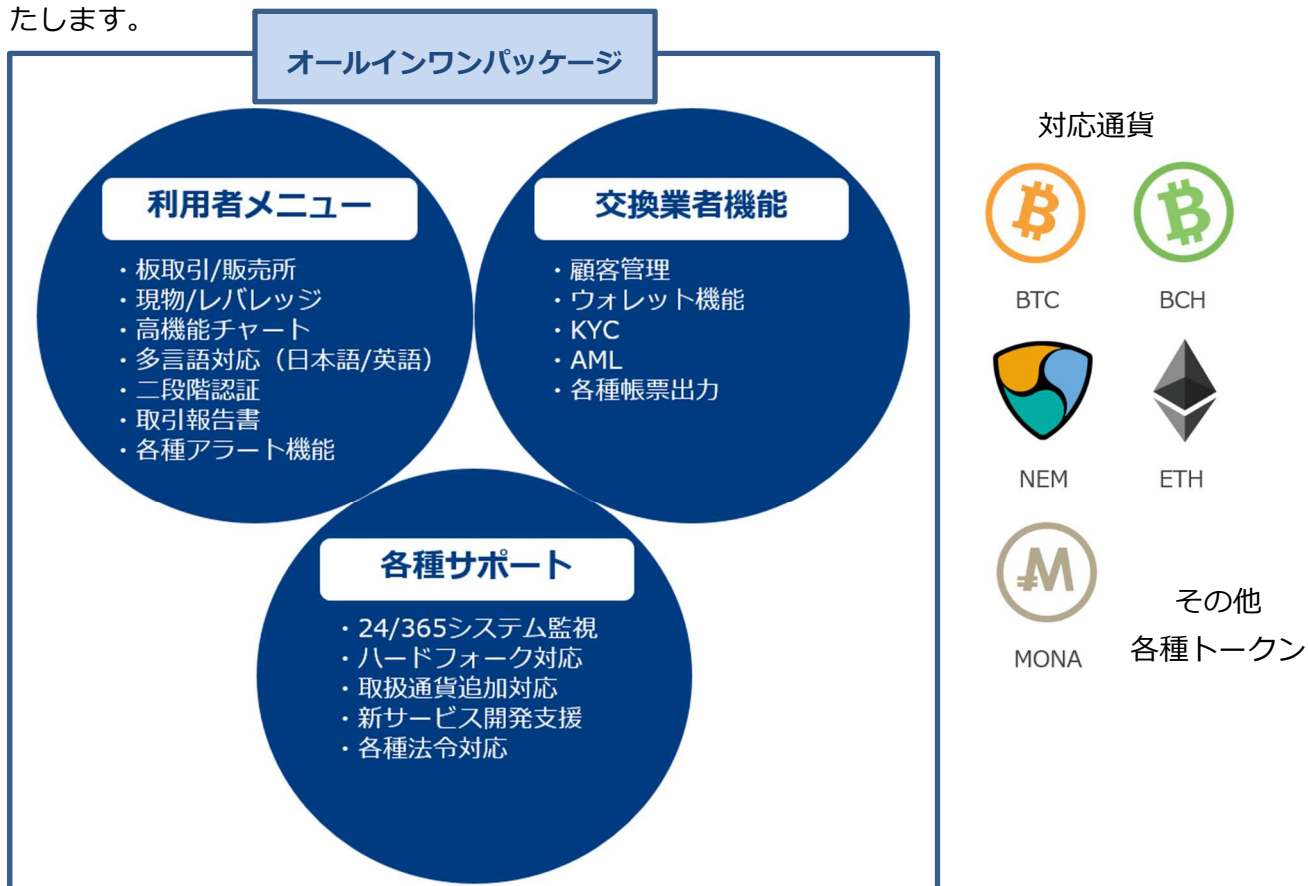 たします。
オールインワンパッケージ
利用者メニュー
・板取引/販売所
・現物/レバレッジ
・高機能チャート
・多言語対応（日本語/英語）
・二段階認証
・取引報告書
・各種アラート機能
交換業者機能
・顧客管理
・ウォレット機能
・KYC
・AML
・各種帳票出力
各種サポート
・24/365システム監視
・ハードフォーク対応
・取扱通貨追加対応
・新サービス開発支援
・各種法令対応
対応通貨
BTC
BCH
NEM
ETH
MONA
その他
各種トークン